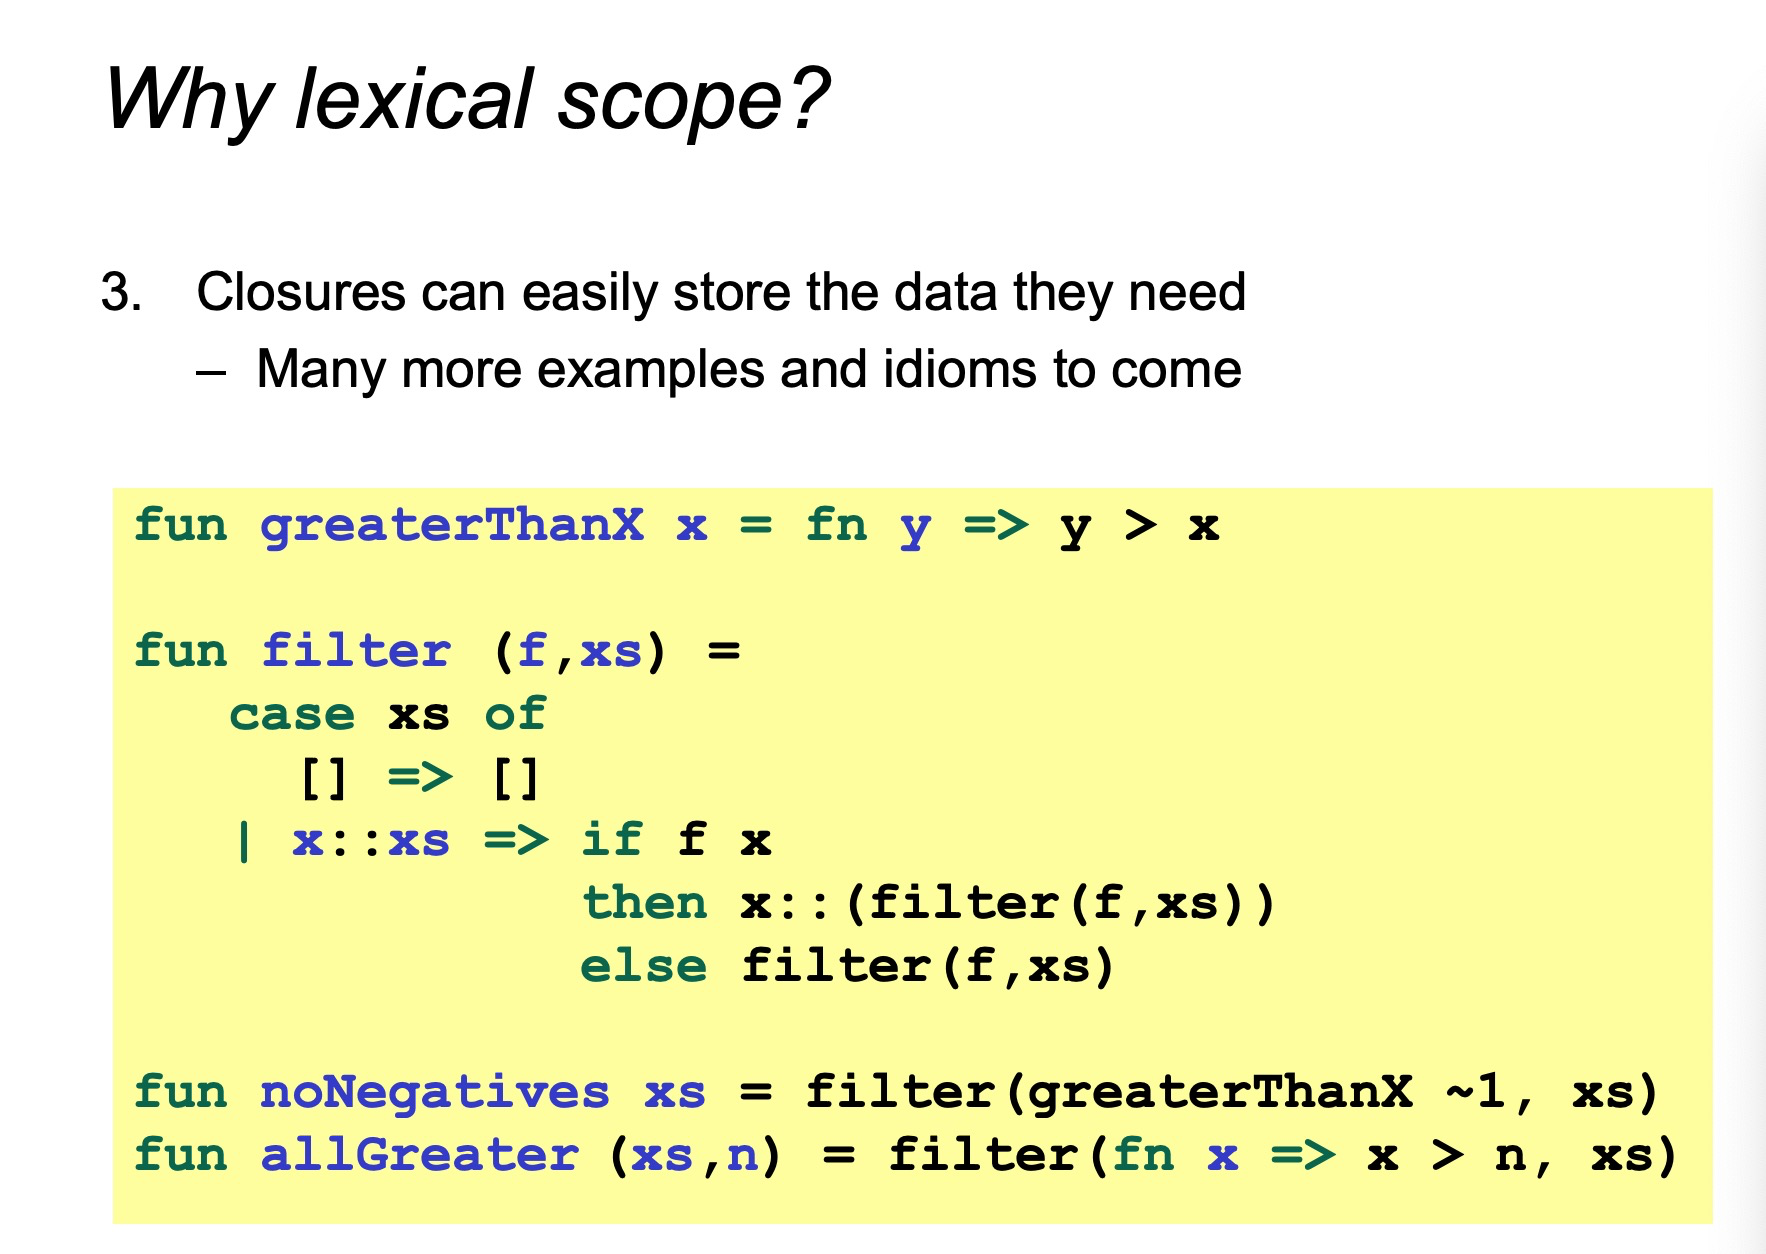 Why lexical scope?
3. Closures can easily store the data they need
– Many more examples and idioms to come
fun greaterThanX x = fn y => y > x
fun filter (f,xs) =
case xs of
[] => []
| x::xs => if f x
then x::(filter(f,xs))
else filter(f,xs)
fun noNegatives xs = filter(greaterThanX ~1, xs)
fun allGreater (xs,n) = filter(fn x => x > n, xs)